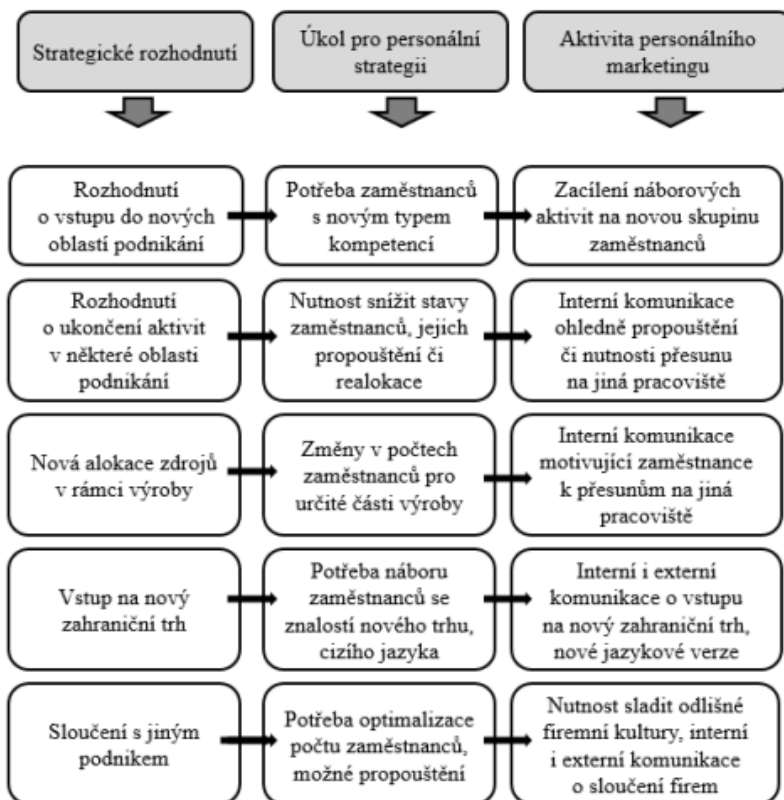 Strategické rozhodnutí
Úkol pro personální
strategii
Aktivita personálního
marketingu
Rozhodnutí
o vstupu do nových
oblastí podnikání
Potřeba zaměstnanců
s novým typem
kompetencí
Zacílení náborových
aktivit na novou skupinu
zaměstnanců
Rozhodnutí
o ukončení aktivit
v některé oblasti
podnikání
Nutnost snížit stavy
zaměstnanců, jejich
propouštění či
realokace
Interní komunikace
ohledně propouštění
či nutnosti přesunu
na jiná pracoviště
Nová alokace zdrojů
v rámci výroby
Změny v počtech
zaměstnanců pro
určité části výroby
Interní komunikace
motivující zaměstnance
k přesunům na jiná
pracoviště
Vstup na nový
zahraniční trh
Potřeba náboru
zaměstnanců se
znalostí nového trhu,
cizího jazyka
Interní i externí
komunikace o vstupu
na nový zahraniční trh,
nové jazykové verze
Sloučení s jiným
podnikem
Potřeba optimalizace
počtu zaměstnanců,
možné propouštění
Nutnost sladit odlišné
firemní kultury, interní
i externí komunikace
o sloučení firem